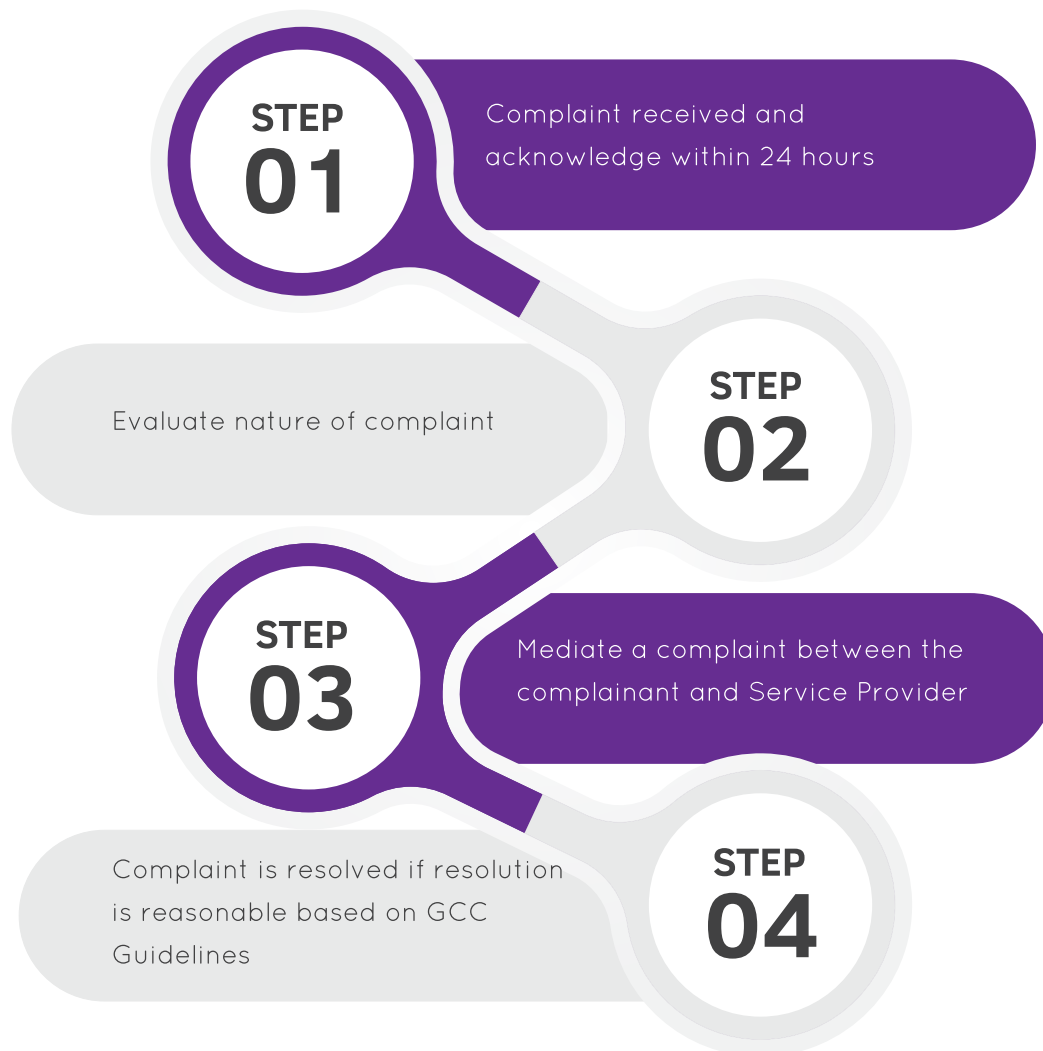 STEP
01
Complaint received and
acknowledge within 24 hours
STEP
02
Evaluate nature of complaint
STEP
03
Mediate a complaint between the
complainant and Service Provider
STEP
04
Complaint is resolved if resolution
is reasonable based on GCC
Guidelines